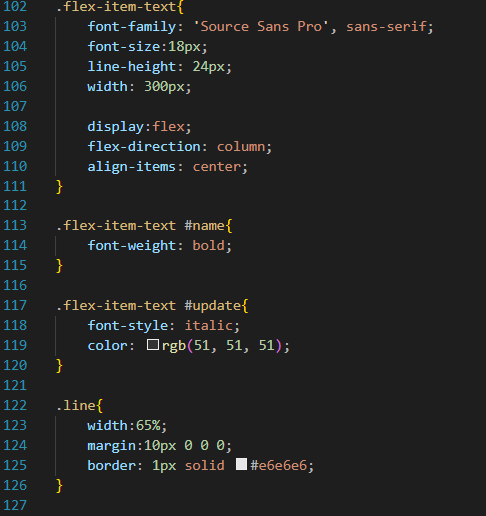 102 .flex-item-text{
103     font-family: 'Source Sans Pro', sans-serif;
104     font-size:18px;
105     line-height: 24px;
106     width: 300px;
107
108     display:flex;
109     flex-direction: column;
110     align-items: center;
111 }
112
113 .flex-item-text #name{
114     font-weight: bold;
115 }
116
117 .flex-item-text #update{
118     font-style: italic;
119     color: rgb(51, 51, 51);
120 }
121
122 .line{
123     width:65%;
124     margin:10px 0 0 0;
125     border: 1px solid #e6e6e6;
126 }
127